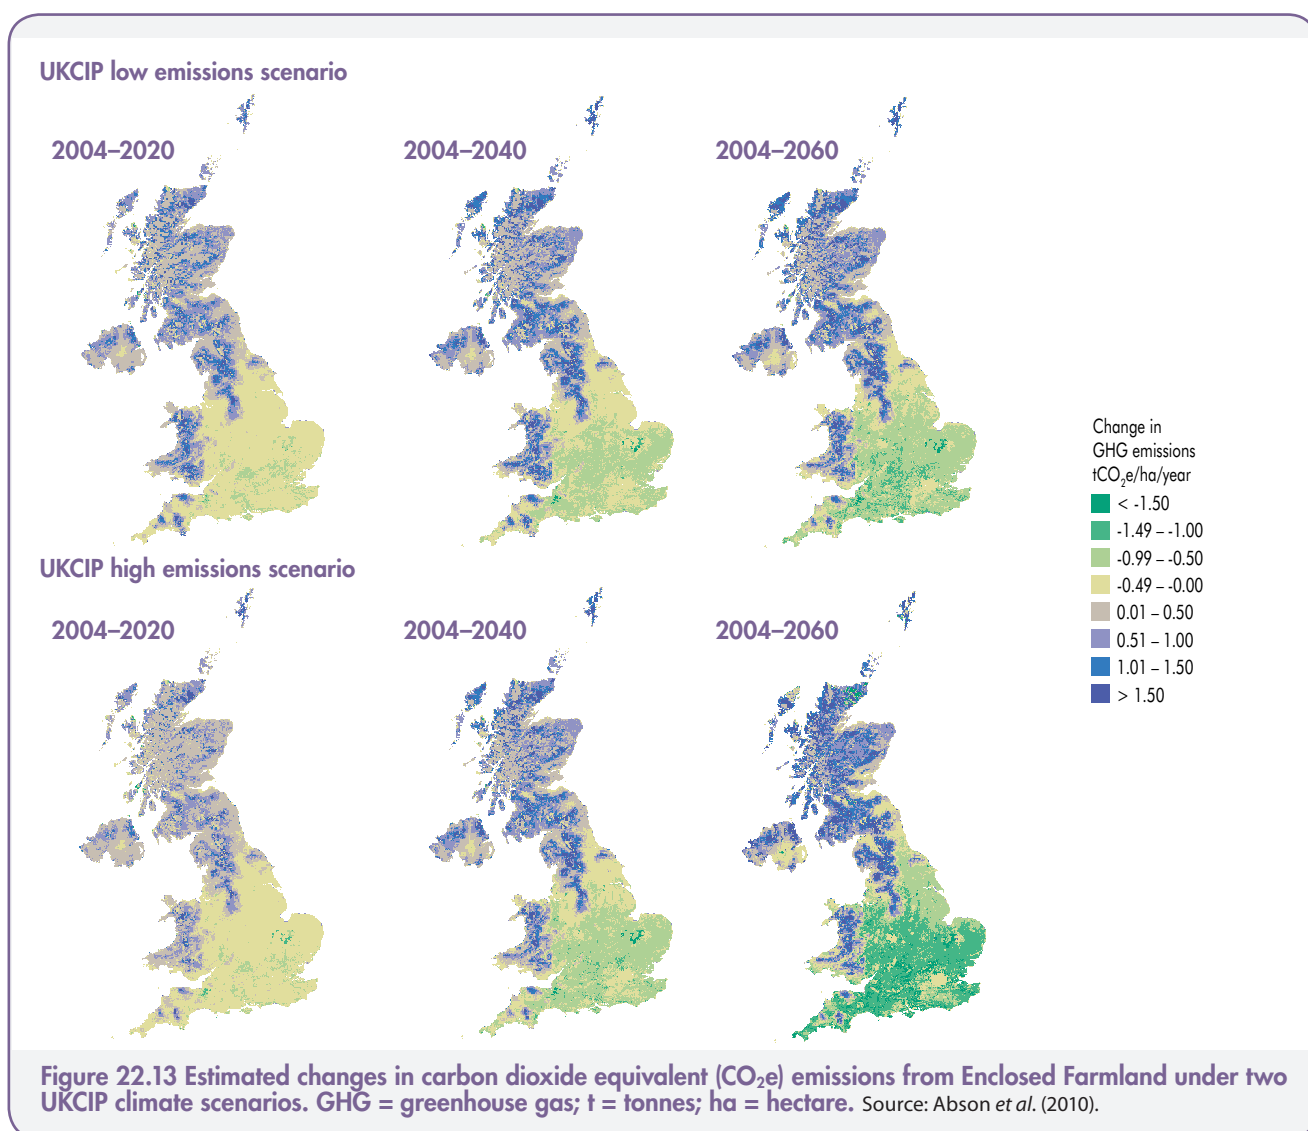 UKCIP low emissions scenario
2004–2020
2004–2040
2004–2060
UKCIP high emissions scenario
2004–2020
2004–2040
2004–2060
Change in
GHG emissions
tCO₂e/ha/year
< -1.50
-1.49 – -1.00
-0.99 – -0.50
-0.49 – -0.00
0.01 – 0.50
0.51 – 1.00
1.01 – 1.50
> 1.50
Figure 22.13 Estimated changes in carbon dioxide equivalent (CO₂e) emissions from Enclosed Farmland under two
UKCIP climate scenarios. GHG = greenhouse gas; t = tonnes; ha = hectare. Source: Abson et al. (2010).